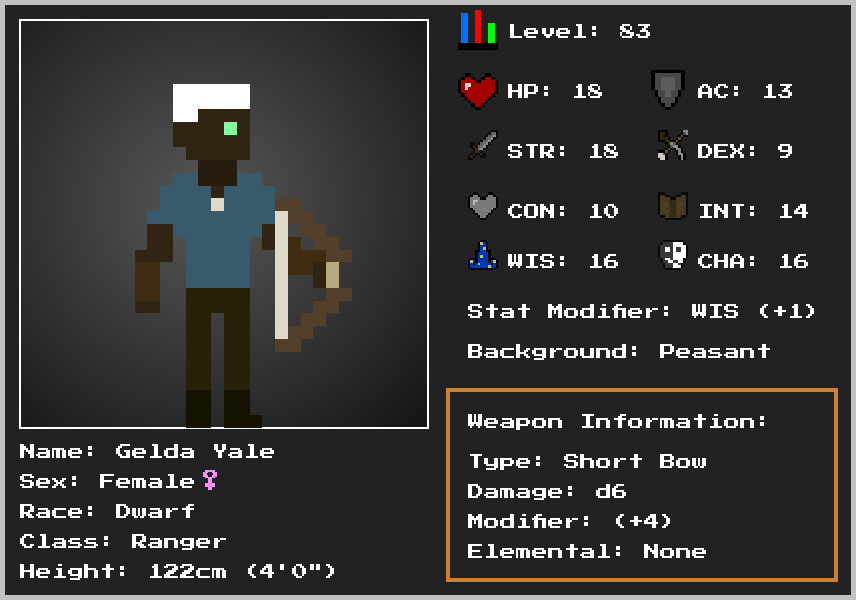 Level: 83
HP: 18
AC: 13
STR: 18
DEX: 9
CON: 10
INT: 14
WIS: 16
CHA: 16
Stat Modifier: WIS (+1)
Background: Peasant
Weapon Information:
Type: Short Bow
Damage: d6
Modifier: (+4)
Elemental: None
Name: Gelda Yale
Sex: Female♀
Race: Dwarf
Class: Ranger
Height: 122cm (4'0")